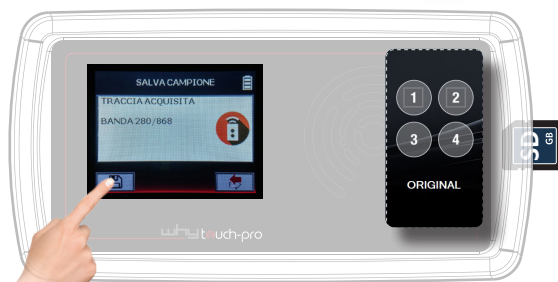 SALVA CAMPIONE
TRACCIA ACQUISITA
BANDA 280/868
1 2
3 4
ORIGINAL
SD
GB
why touch-pro